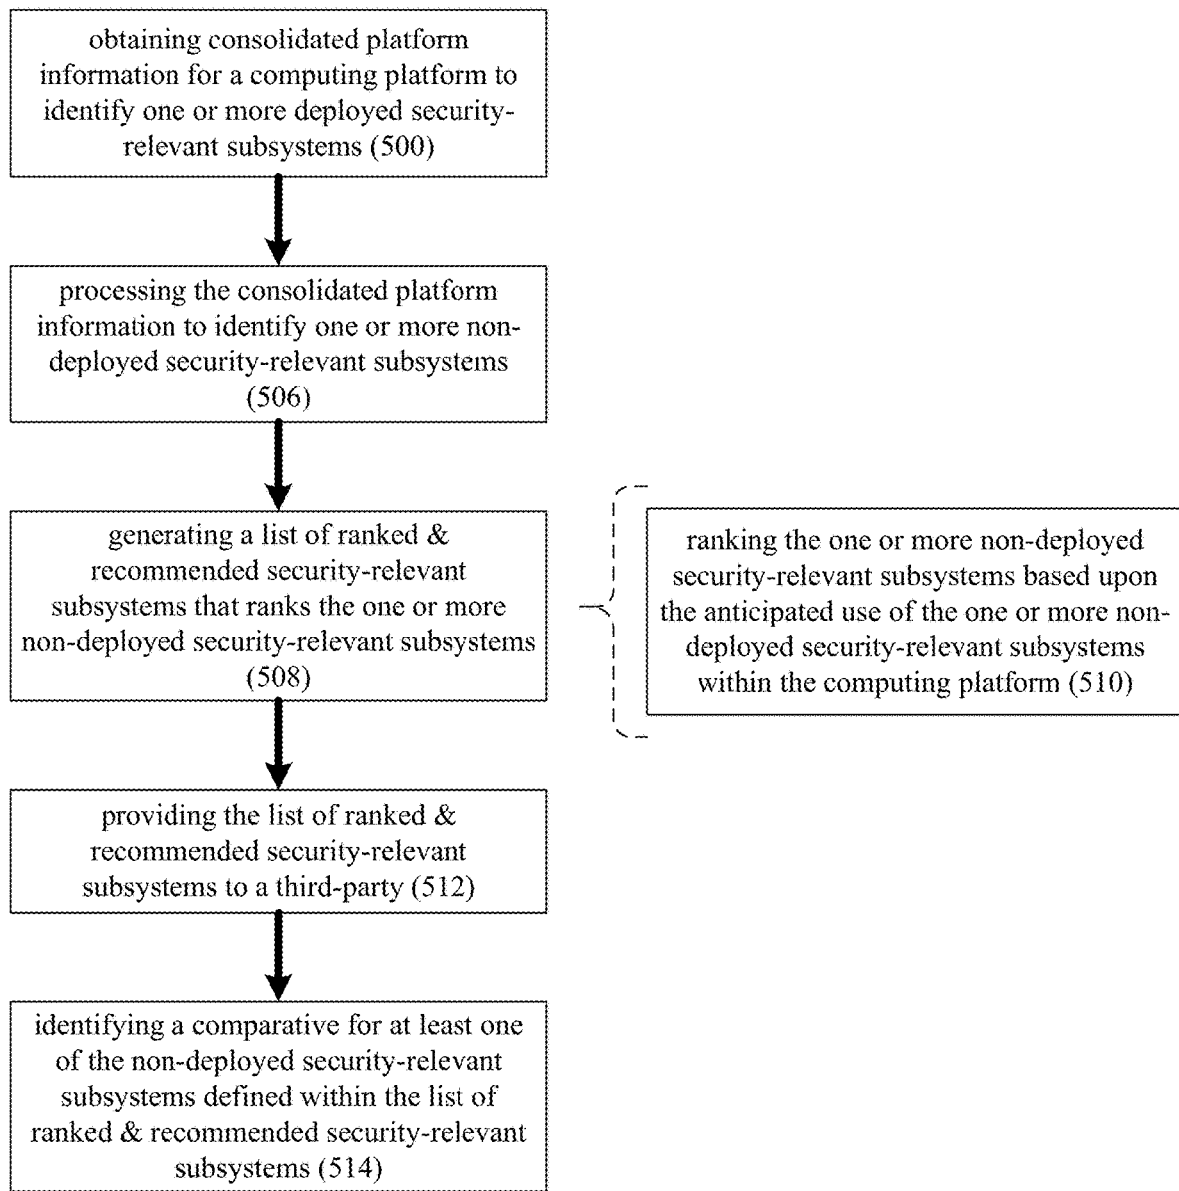 obtaining consolidated platform
information for a computing platform to
identify one or more deployed security-
relevant subsystems (500)
processing the consolidated platform
information to identify one or more non-
deployed security-relevant subsystems
(506)
generating a list of ranked &
recommended security-relevant
subsystems that ranks the one or more
non-deployed security-relevant subsystems
(508)
ranking the one or more non-deployed
security-relevant subsystems based upon
the anticipated use of the one or more non-
deployed security-relevant subsystems
within the computing platform (510)
providing the list of ranked &
recommended security-relevant
subsystems to a third-party (512)
identifying a comparative for at least one
of the non-deployed security-relevant
subsystems defined within the list of
ranked & recommended security-relevant
subsystems (514)